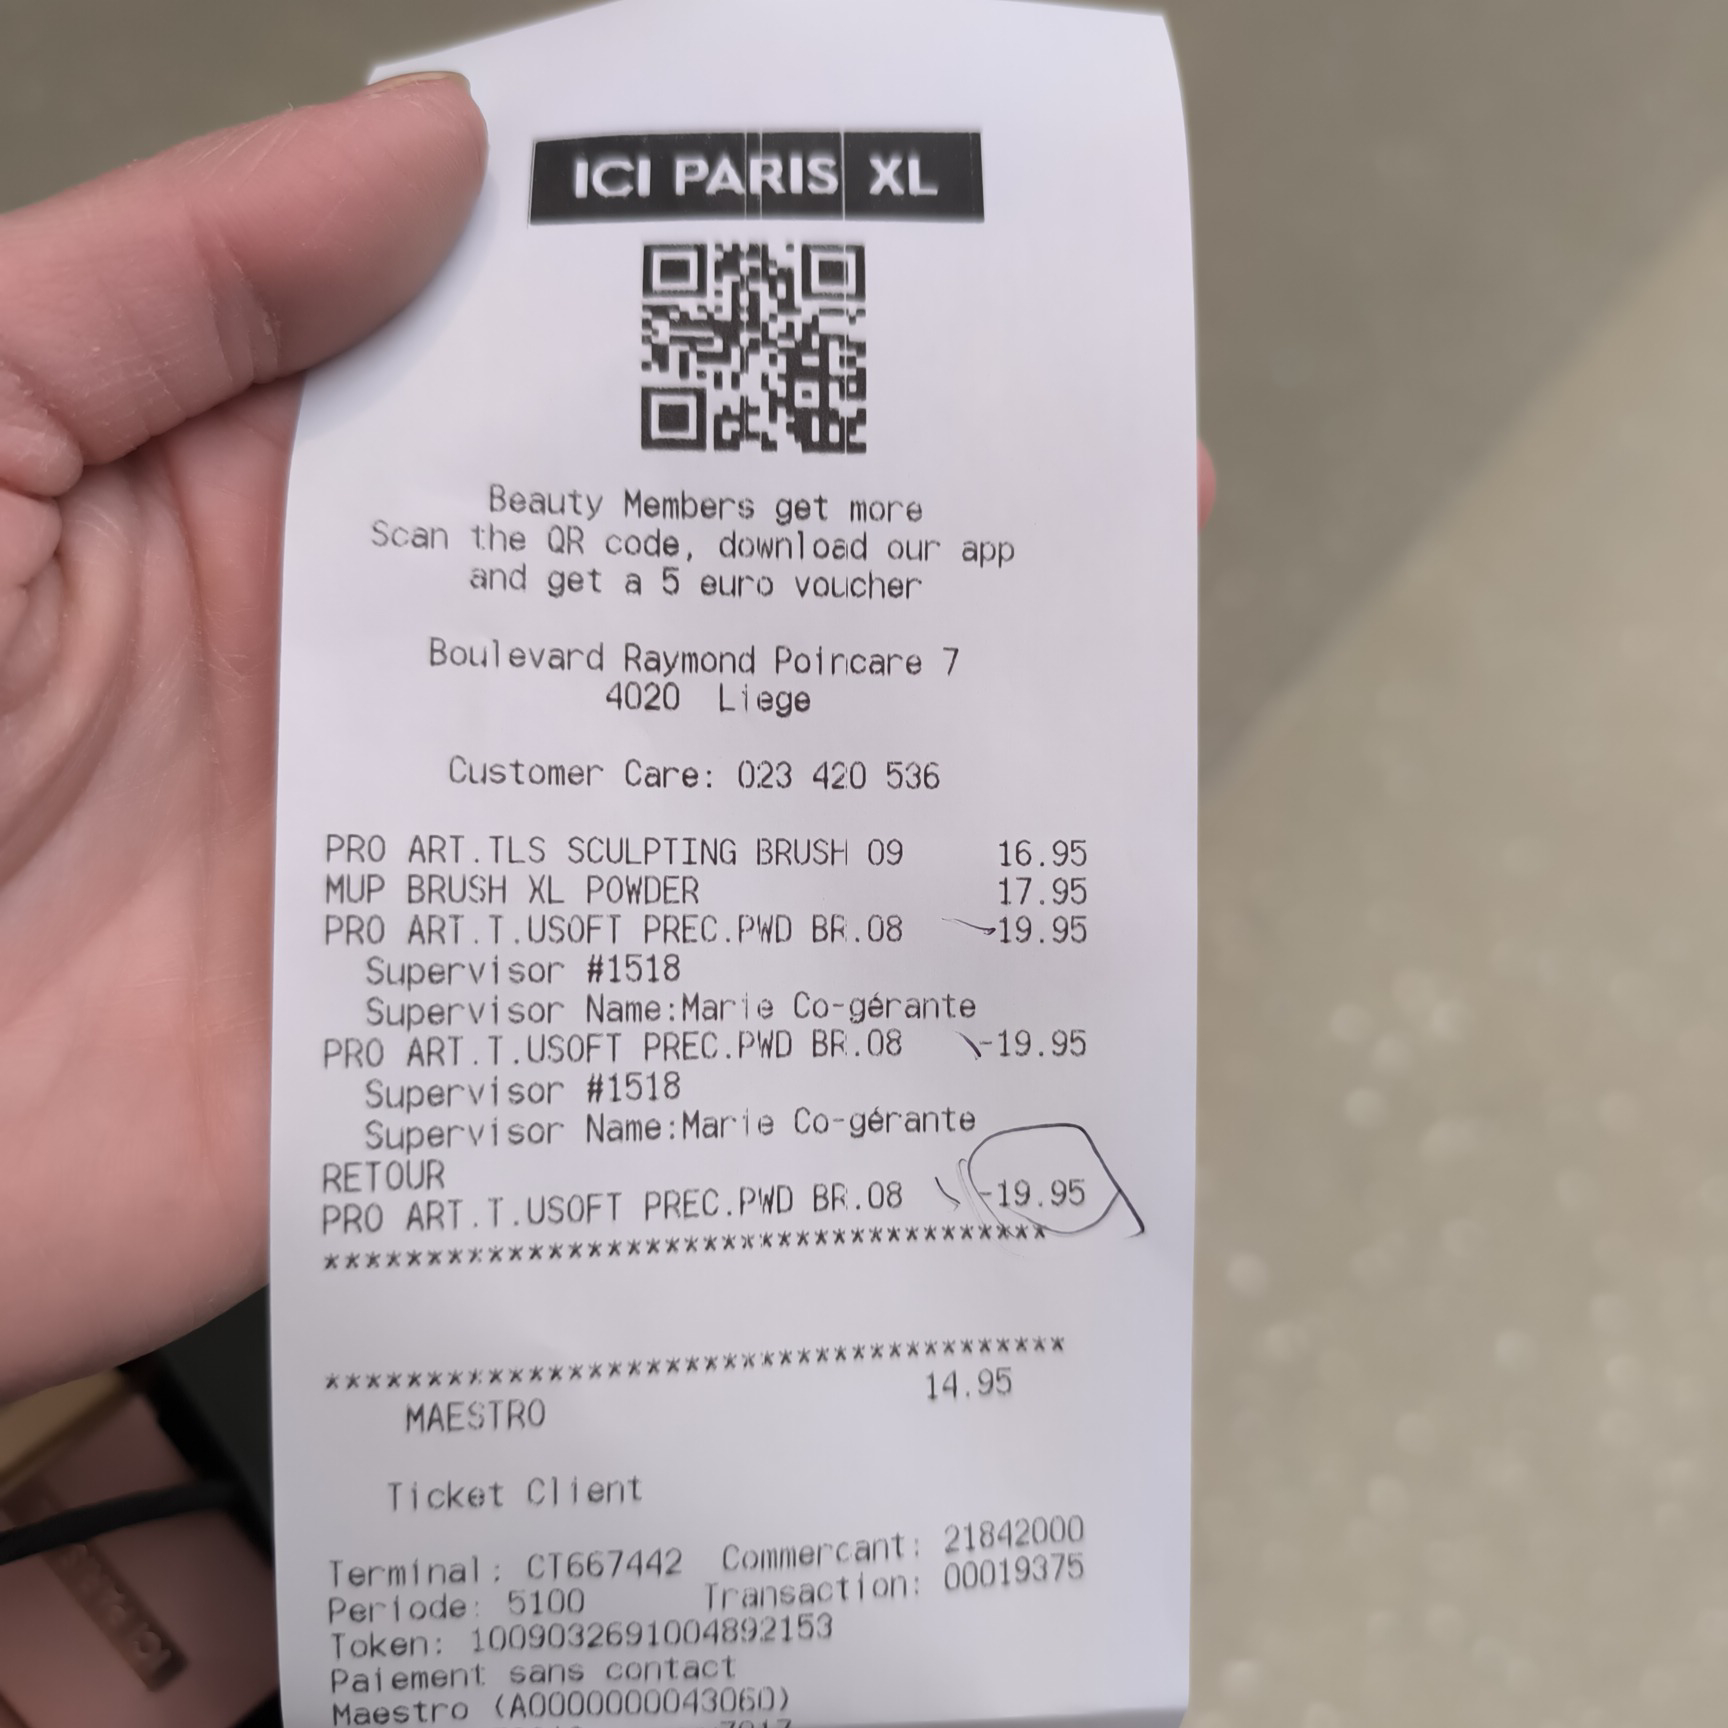 ICI PARIS XL
Beauty Members get more
Scan the QR code, download our app
and get a 5 euro voucher
Boulevard Raymond Poincare 7
4020 Liege
Customer Care: 023 420 536
PRO ART.TLS SCULPTING BRUSH 09 16.95
MUP BRUSH XL POWDER 17.95
PRO ART.T.USOFT PREC.PWD BR.08 19.95
Supervisor #1518
Supervisor Name:Marie Co-gérante
PRO ART.T.USOFT PREC.PWD BR.08 -19.95
Supervisor #1518
Supervisor Name:Marie Co-gérante
RETOUR
PRO ART.T.USOFT PREC.PWD BR.08 -19.95
************************************
************************************
MAESTRO 14.95
Ticket Client
Terminal: CT667442 Commercant: 21842000
Periode: 5100 Transaction: 00019375
Token: 1009032691004892153
Paiement sans contact
Maestro (A0000000043060)